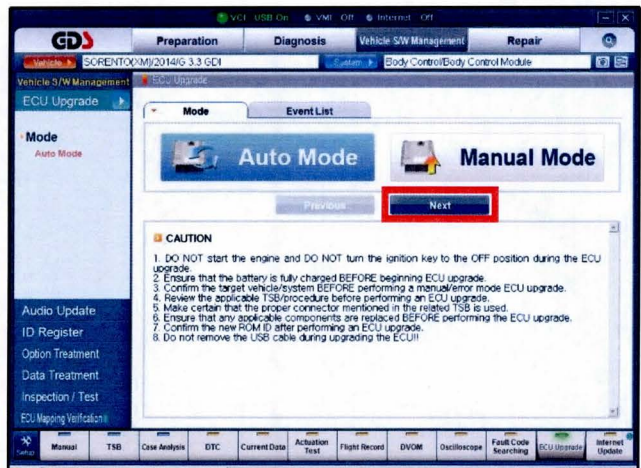 VCI USB On VMI Off Internet Off
GDS
Preparation
Diagnosis
Vehicle S/W Management
Repair
Vehicle
SORENTO(XM)/2014/G 3.3 GDI
System
Body Control/Body Control Module
Vehicle S/W Management
ECU Upgrade
ECU Upgrade
Mode
Auto Mode
Mode
Event List
Auto Mode
Manual Mode
Previous
Next
CAUTION
1. DO NOT start the engine and DO NOT turn the ignition key to the OFF position during the ECU
upgrade.
2. Ensure that the battery is fully charged BEFORE beginning ECU upgrade.
3. Confirm the target vehicle/system BEFORE performing a manual/error mode ECU upgrade.
4. Review the applicable TSB/procedure before performing an ECU upgrade.
5. Make certain that the proper connector mentioned in the related TSB is used.
6. Ensure that any applicable components are replaced BEFORE performing the ECU upgrade.
7. Confirm the new ROM ID after performing an ECU upgrade.
8. Do not remove the USB cable during upgrading the ECU!!
Audio Update
ID Register
Option Treatment
Data Treatment
Inspection / Test
ECU Mapping Verification
Setup
Manual
TSB
Case Analysis
DTC
Current Data
Actuation
Test
Flight Record
DVOM
Oscilloscope
Fault Code
Searching
ECU Upgrade
Internet
Update